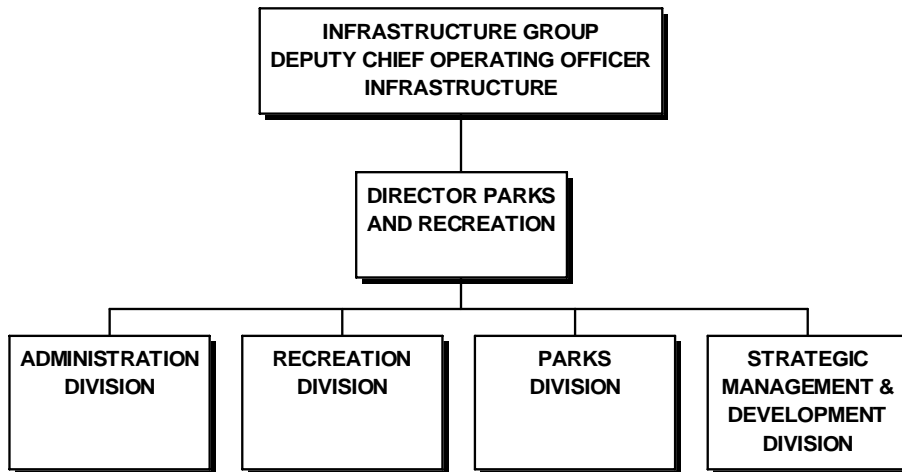 INFRASTRUCTURE GROUP
DEPUTY CHIEF OPERATING OFFICER
INFRASTRUCTURE
DIRECTOR PARKS
AND RECREATION
ADMINISTRATION
DIVISION
RECREATION
DIVISION
PARKS
DIVISION
STRATEGIC
MANAGEMENT &
DEVELOPMENT
DIVISION